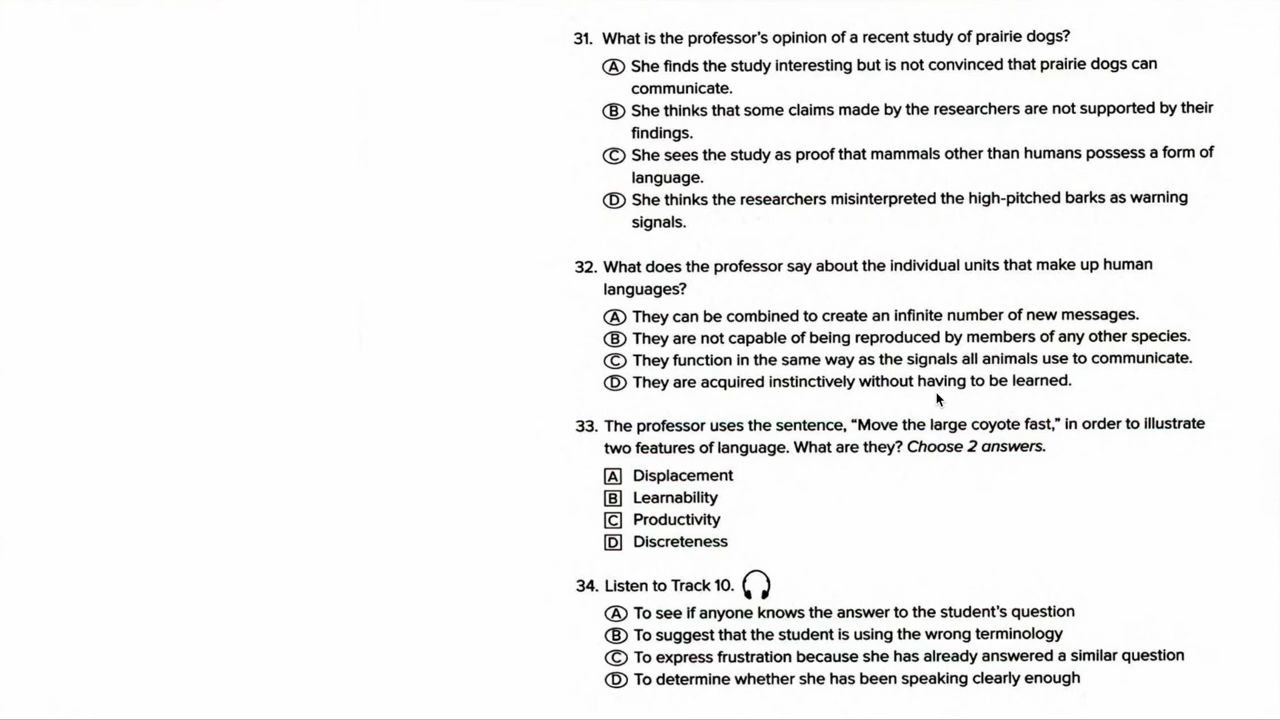 31. What is the professor's opinion of a recent study of prairie dogs?
Ⓐ She finds the study interesting but is not convinced that prairie dogs can
communicate.
Ⓑ She thinks that some claims made by the researchers are not supported by their
findings.
Ⓒ She sees the study as proof that mammals other than humans possess a form of
language.
Ⓓ She thinks the researchers misinterpreted the high-pitched barks as warning
signals.
32. What does the professor say about the individual units that make up human
languages?
Ⓐ They can be combined to create an infinite number of new messages.
Ⓑ They are not capable of being reproduced by members of any other species.
Ⓒ They function in the same way as the signals all animals use to communicate.
Ⓓ They are acquired instinctively without having to be learned.
33. The professor uses the sentence, “Move the large coyote fast,” in order to illustrate
two features of language. What are they? Choose 2 answers.
A Displacement
B Learnability
C Productivity
D Discreteness
34. Listen to Track 10.
Ⓐ To see if anyone knows the answer to the student's question
Ⓑ To suggest that the student is using the wrong terminology
Ⓒ To express frustration because she has already answered a similar question
Ⓓ To determine whether she has been speaking clearly enough